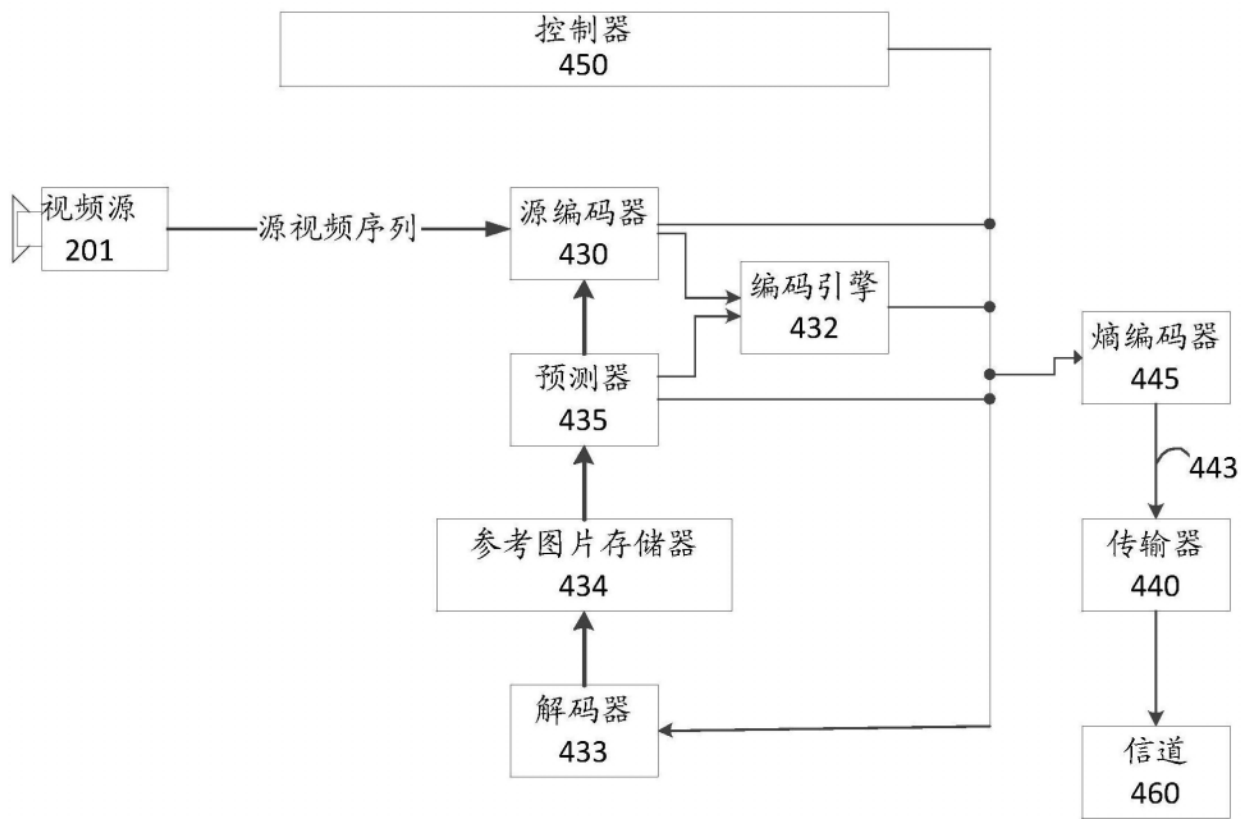 控制器
450
视频源
201
源视频序列
源编码器
430
编码引擎
432
预测器
435
熵编码器
445
443
参考图片存储器
434
传输器
440
解码器
433
信道
460